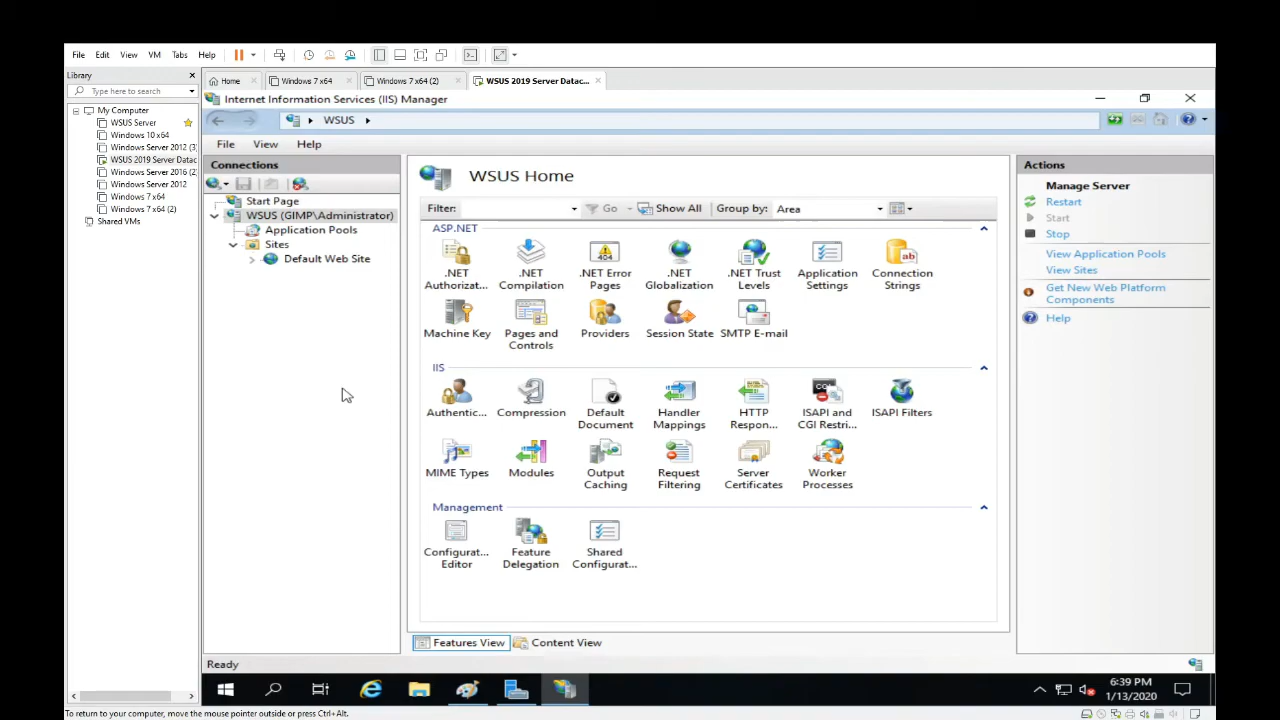 File Edit View VM Tabs Help
Library
Type here to search
My Computer
WSUS Server
Windows 10 x64
Windows Server 2012 (3)
WSUS 2019 Server Datac
Windows Server 2016 (2)
Windows Server 2012
Windows 7 x64
Windows 7 x64 (2)
Shared VMs
Home
Windows 7 x64
Windows 7 x64 (2)
WSUS 2019 Server Datac...
Internet Information Services (IIS) Manager
WSUS
File View Help
Connections
Start Page
WSUS (GIMP\Administrator)
Application Pools
Sites
Default Web Site
WSUS Home
Filter: Go Show All Group by: Area
ASP.NET
.NET Authorizat...
.NET Compilation
.NET Error Pages
.NET Globalization
.NET Trust Levels
Application Settings
Connection Strings
Machine Key
Pages and Controls
Providers
Session State
SMTP E-mail
IIS
Authentic...
Compression
Default Document
Handler Mappings
HTTP Respon...
ISAPI and CGI Restri...
ISAPI Filters
MIME Types
Modules
Output Caching
Request Filtering
Server Certificates
Worker Processes
Management
Configurat... Editor
Feature Delegation
Shared Configurat...
Features View
Content View
Actions
Manage Server
Restart
Start
Stop
View Application Pools
View Sites
Get New Web Platform
Components
Help
Ready
6:39 PM
1/13/2020
To return to your computer, move the mouse pointer outside or press Ctrl+Alt.